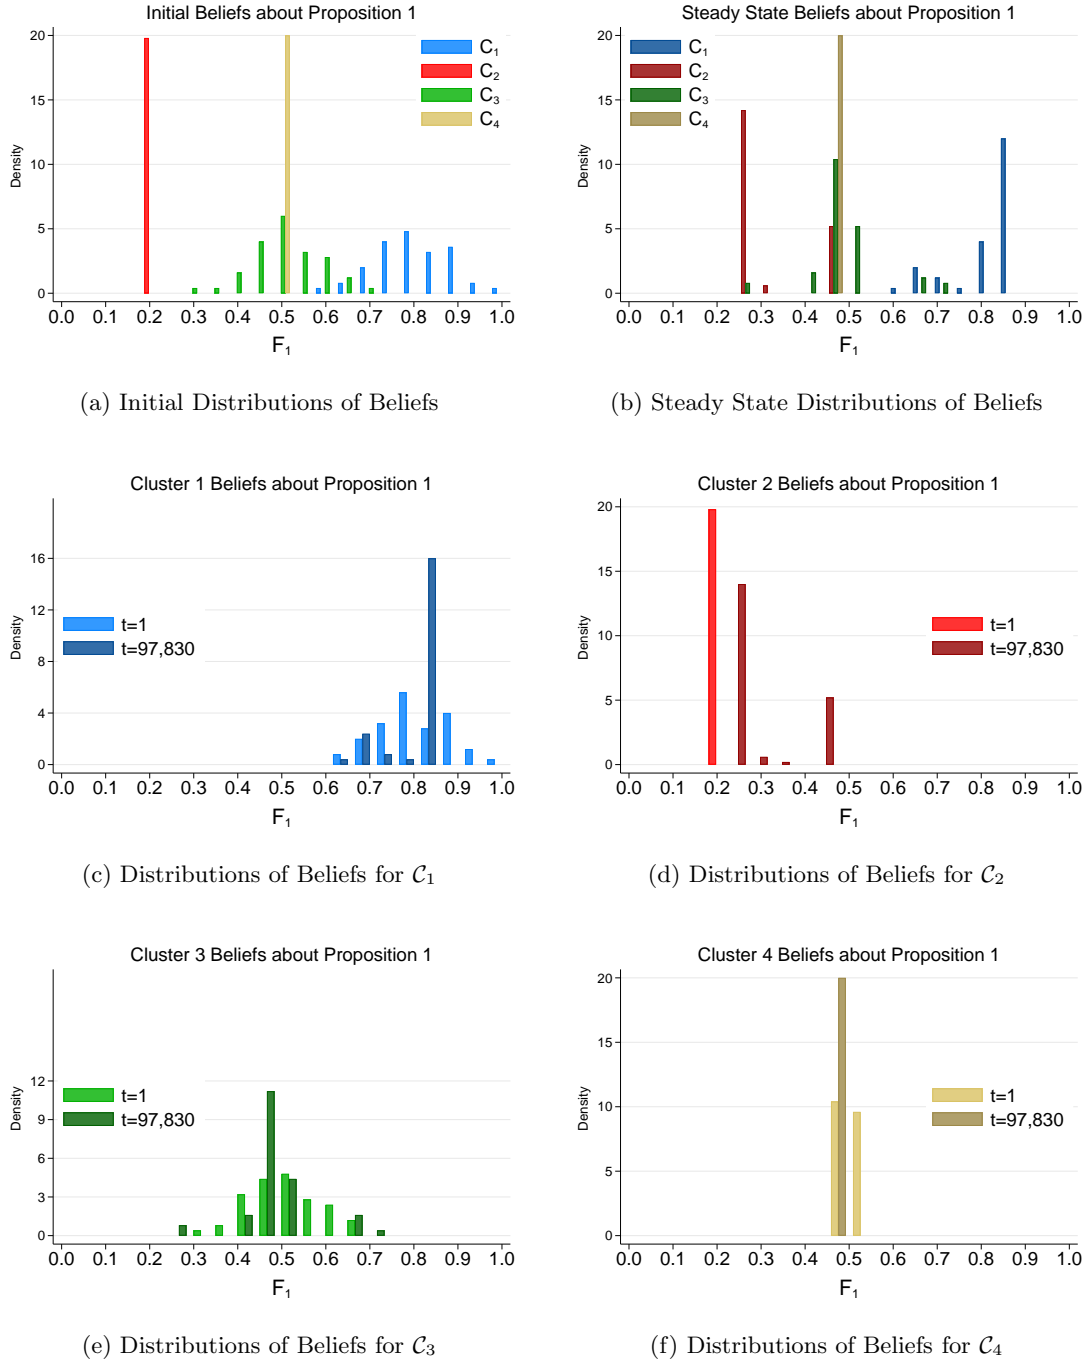 Initial Beliefs about Proposition 1
Density
20
15
10
5
0
C₁
C₂
C₃
C₄
0.0 0.1 0.2 0.3 0.4 0.5 0.6 0.7 0.8 0.9 1.0
F₁
(a) Initial Distributions of Beliefs
Steady State Beliefs about Proposition 1
Density
20
15
10
5
0
C₁
C₂
C₃
C₄
0.0 0.1 0.2 0.3 0.4 0.5 0.6 0.7 0.8 0.9 1.0
F₁
(b) Steady State Distributions of Beliefs
Cluster 1 Beliefs about Proposition 1
Density
16
12
8
4
0
t=1
t=97,830
0.0 0.1 0.2 0.3 0.4 0.5 0.6 0.7 0.8 0.9 1.0
F₁
(c) Distributions of Beliefs for 𝒞₁
Cluster 2 Beliefs about Proposition 1
Density
20
15
10
5
0
t=1
t=97,830
0.0 0.1 0.2 0.3 0.4 0.5 0.6 0.7 0.8 0.9 1.0
F₁
(d) Distributions of Beliefs for 𝒞₂
Cluster 3 Beliefs about Proposition 1
Density
12
9
6
3
0
t=1
t=97,830
0.0 0.1 0.2 0.3 0.4 0.5 0.6 0.7 0.8 0.9 1.0
F₁
(e) Distributions of Beliefs for 𝒞₃
Cluster 4 Beliefs about Proposition 1
Density
20
15
10
5
0
t=1
t=97,830
0.0 0.1 0.2 0.3 0.4 0.5 0.6 0.7 0.8 0.9 1.0
F₁
(f) Distributions of Beliefs for 𝒞₄